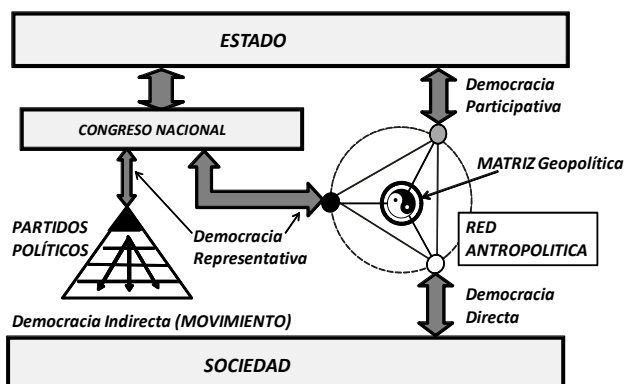 ESTADO
Democracia
Participativa
CONGRESO NACIONAL
MATRIZ Geopolítica
PARTIDOS
POLÍTICOS
Democracia
Representativa
RED
ANTROPOLITICA
Democracia
Directa
Democracia Indirecta (MOVIMIENTO)
SOCIEDAD